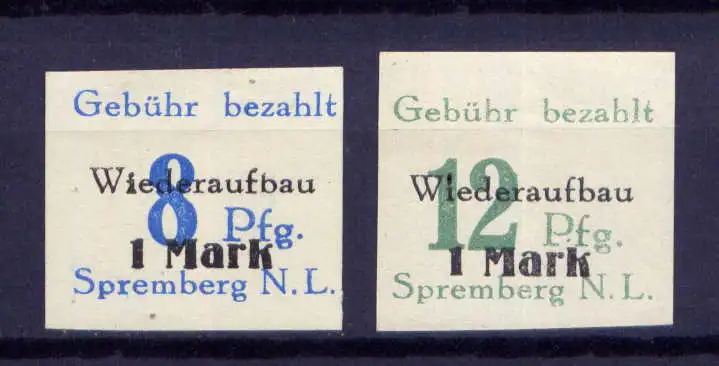 Gebühr bezahlt
Wiederaufbau
8 Pfg.
1 Mark
Spremberg N.L.
Gebühr bezahlt
Wiederaufbau
12 Pfg.
1 Mark
Spremberg N.L.